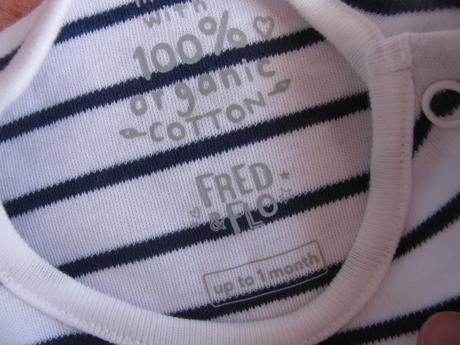 WITH
100%
organic
COTTON
FRED
& FLO
up to 1 month